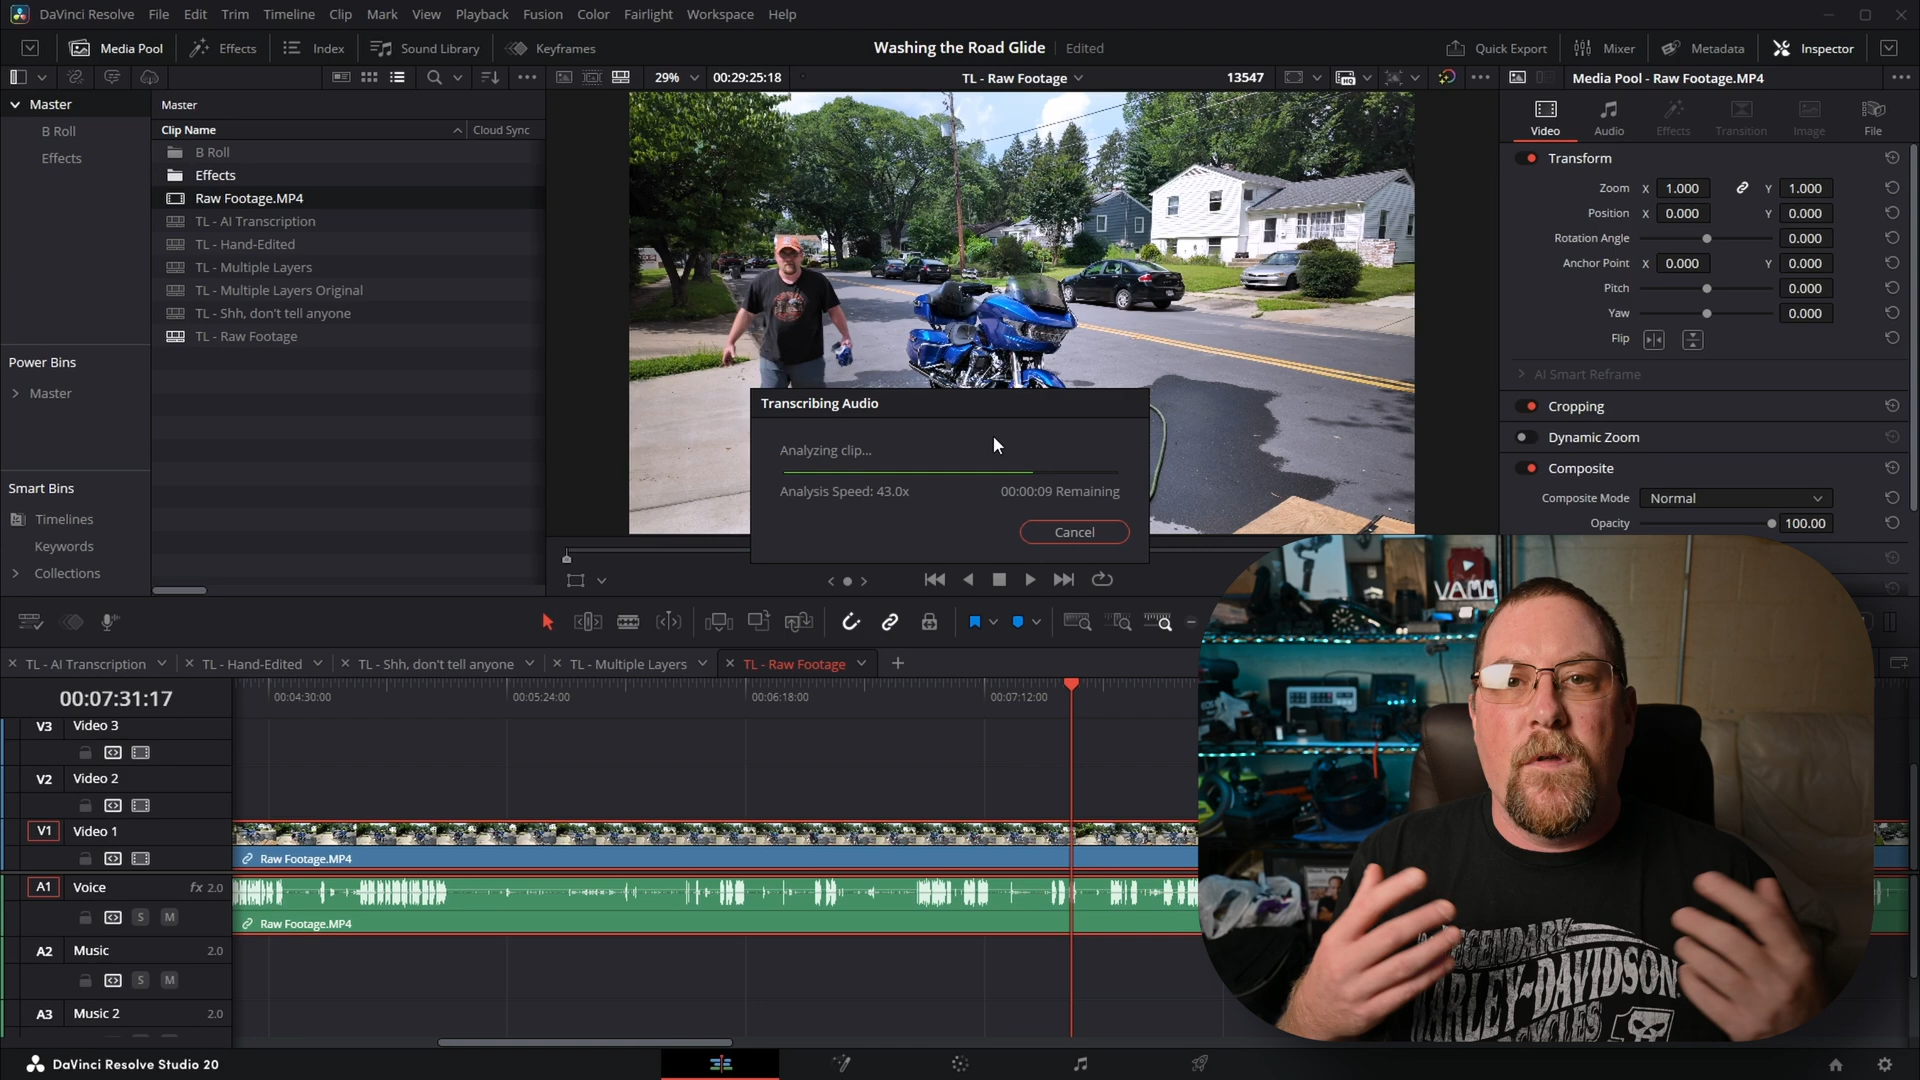 DaVinci Resolve File Edit Trim Timeline Clip Mark View Playback Fusion Color Fairlight Workspace Help
Media Pool Effects Index Sound Library Keyframes Washing the Road Glide Edited Quick Export Mixer Metadata Inspector
29% 00:29:25:18 TL - Raw Footage 13547 Media Pool - Raw Footage.MP4
Master
B Roll
Effects
Power Bins
Master
Smart Bins
Timelines
Keywords
Collections
Master
Clip Name Cloud Sync
B Roll
Effects
Raw Footage.MP4
TL - AI Transcription
TL - Hand-Edited
TL - Multiple Layers
TL - Multiple Layers Original
TL - Shh, don't tell anyone
TL - Raw Footage
Transcribing Audio
Analyzing clip...
Analysis Speed: 43.0x 00:00:09 Remaining
Cancel
Video Audio Effects Transition Image File
Transform
Zoom X 1.000 Y 1.000
Position X 0.000 Y 0.000
Rotation Angle 0.000
Anchor Point X 0.000 Y 0.000
Pitch 0.000
Yaw 0.000
Flip
AI Smart Reframe
Cropping
Dynamic Zoom
Composite
Composite Mode Normal
Opacity 100.00
TL - AI Transcription TL - Hand-Edited TL - Shh, don't tell anyone TL - Multiple Layers TL - Raw Footage
00:07:31:17 00:04:30:00 00:05:24:00 00:06:18:00 00:07:12:00
V3 Video 3
V2 Video 2
V1 Video 1
Raw Footage.MP4
A1 Voice fx 2.0
S M
Raw Footage.MP4
A2 Music 2.0
S M
A3 Music 2 2.0
VAMM
LEGENDARY
HARLEY-DAVIDSON
CYCLES
DaVinci Resolve Studio 20